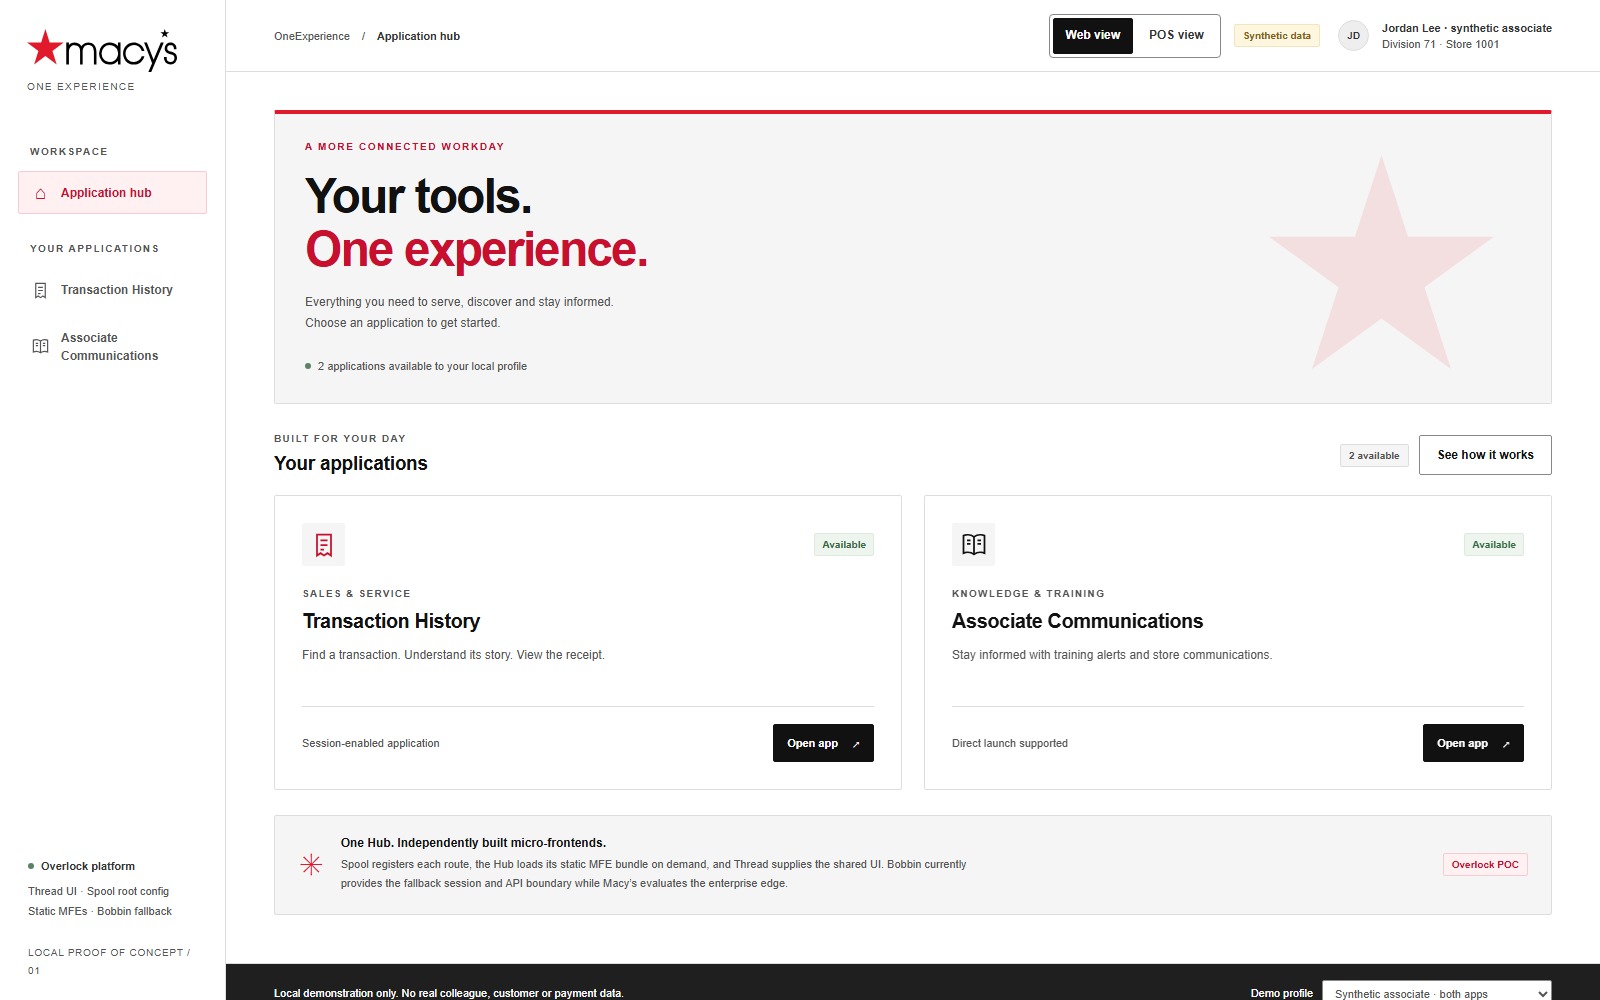 macys
ONE EXPERIENCE
WORKSPACE
Application hub
YOUR APPLICATIONS
Transaction History
Associate
Communications
Overlock platform
Thread UI · Spool root config
Static MFEs · Bobbin fallback
LOCAL PROOF OF CONCEPT /
01
OneExperience / Application hub
Web view
POS view
Synthetic data
JD
Jordan Lee · synthetic associate
Division 71 · Store 1001
A MORE CONNECTED WORKDAY
Your tools.
One experience.
Everything you need to serve, discover and stay informed.
Choose an application to get started.
2 applications available to your local profile
BUILT FOR YOUR DAY
Your applications
2 available
See how it works
Available
SALES & SERVICE
Transaction History
Find a transaction. Understand its story. View the receipt.
Session-enabled application
Open app ↗
Available
KNOWLEDGE & TRAINING
Associate Communications
Stay informed with training alerts and store communications.
Direct launch supported
Open app ↗
One Hub. Independently built micro-frontends.
Spool registers each route, the Hub loads its static MFE bundle on demand, and Thread supplies the shared UI. Bobbin currently
provides the fallback session and API boundary while Macy's evaluates the enterprise edge.
Overlock POC
Local demonstration only. No real colleague, customer or payment data.
Demo profile
Synthetic associate · both apps